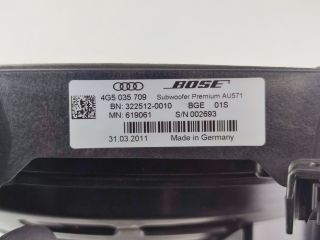 BOSE
4G5 035 709 Subwoofer Premium AU571
BN: 322512-0010 BGE 01S
MN: 619061 S/N 002693
31.03.2011 Made in Germany